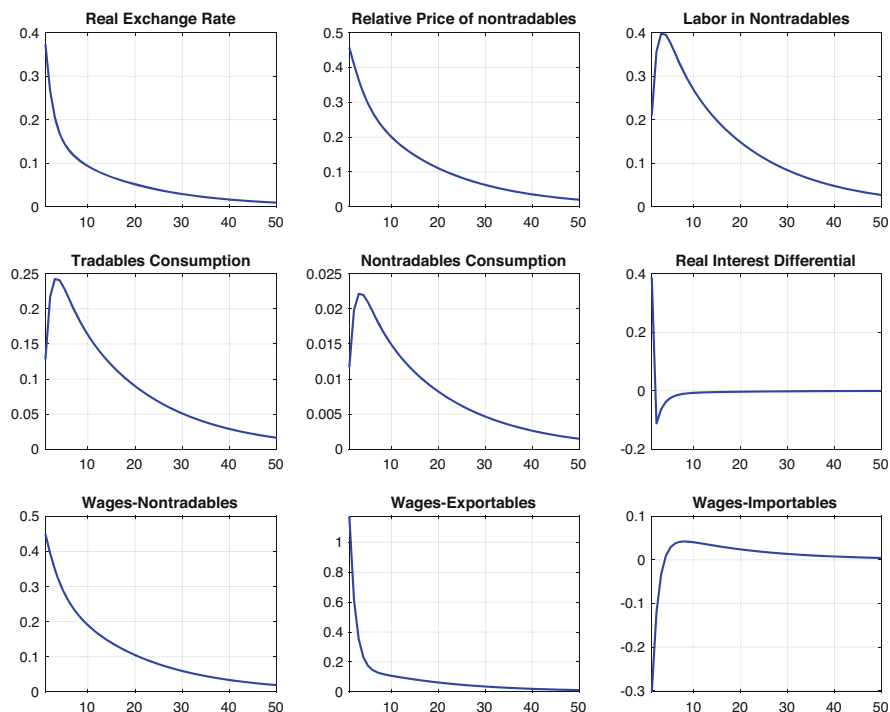 Real Exchange Rate
0.4
0.3
0.2
0.1
0
10 20 30 40 50
Relative Price of nontradables
0.5
0.4
0.3
0.2
0.1
0
10 20 30 40 50
Labor in Nontradables
0.4
0.3
0.2
0.1
0
10 20 30 40 50
Tradables Consumption
0.25
0.2
0.15
0.1
0.05
0
10 20 30 40 50
Nontradables Consumption
0.025
0.02
0.015
0.01
0.005
0
10 20 30 40 50
Real Interest Differential
0.4
0.2
0
-0.2
10 20 30 40 50
Wages-Nontradables
0.5
0.4
0.3
0.2
0.1
0
10 20 30 40 50
Wages-Exportables
1
0.8
0.6
0.4
0.2
0
10 20 30 40 50
Wages-Importables
0.1
0
-0.1
-0.2
-0.3
10 20 30 40 50